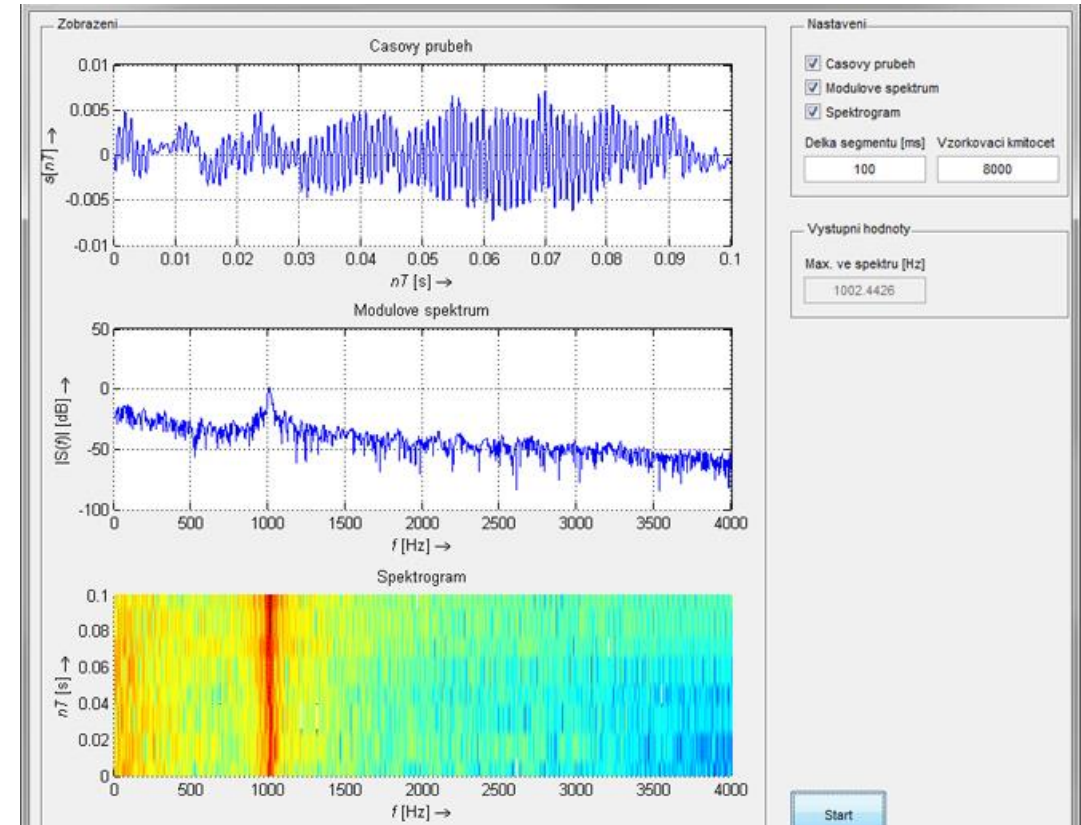 Zobrazeni
Casovy prubeh
0.01
0.005
0
-0.005
-0.01
s[nT] →
0 0.01 0.02 0.03 0.04 0.05 0.06 0.07 0.08 0.09 0.1
nT [s] →
Modulove spektrum
50
0
-50
-100
|S(f)| [dB] →
0 500 1000 1500 2000 2500 3000 3500 4000
f [Hz] →
Spektrogram
0.1
0.08
0.06
0.04
0.02
0
nT [s] →
0 500 1000 1500 2000 2500 3000 3500 4000
f [Hz] →
Nastaveni
Casovy prubeh
Modulove spektrum
Spektrogram
Delka segmentu [ms] Vzorkovaci kmitocet
100 8000
Vystupni hodnoty
Max. ve spektru [Hz]
1002.4426
Start